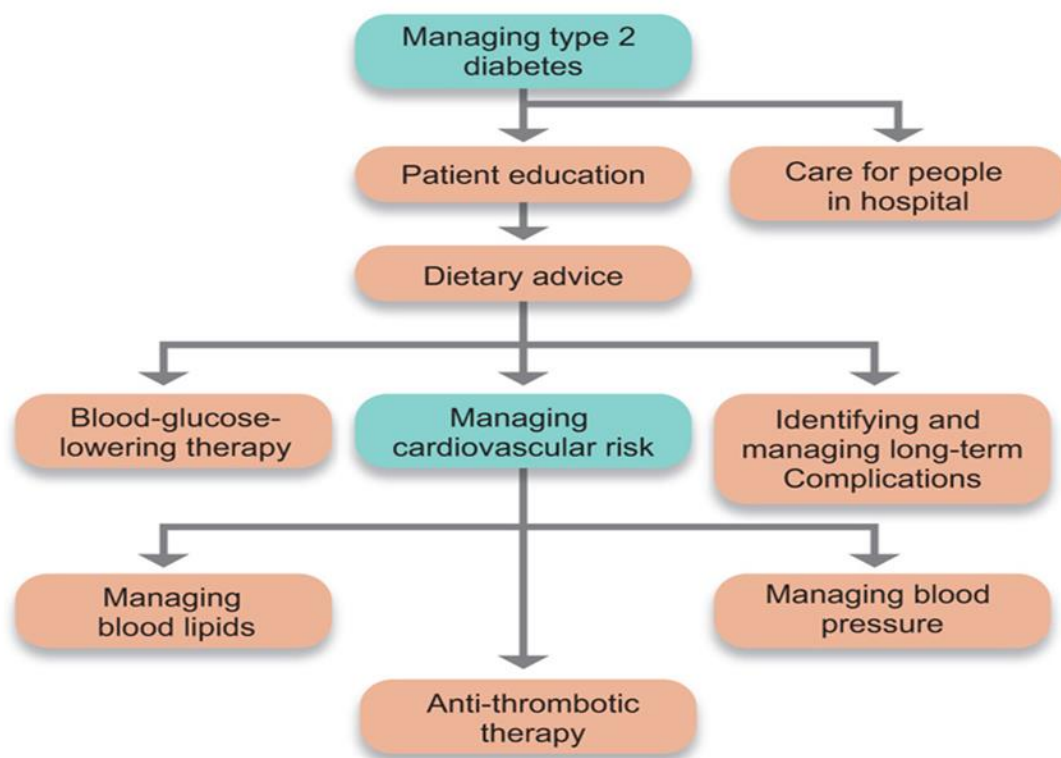 Managing type 2
diabetes
Patient education
Care for people
in hospital
Dietary advice
Blood-glucose-
lowering therapy
Managing
cardiovascular risk
Identifying and
managing long-term
Complications
Managing
blood lipids
Managing blood
pressure
Anti-thrombotic
therapy